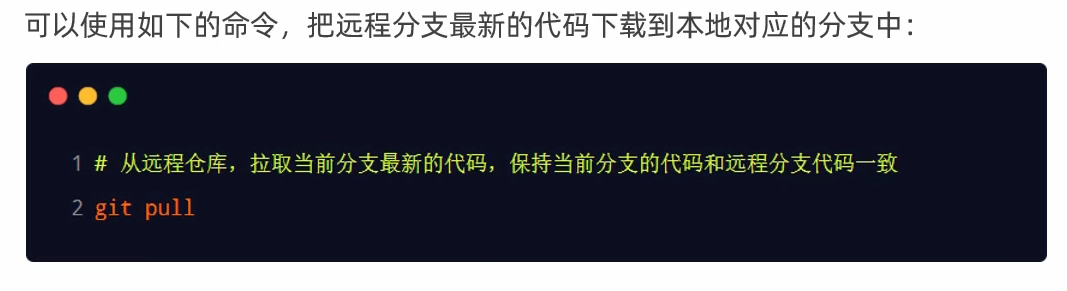 可以使用如下的命令，把远程分支最新的代码下载到本地对应的分支中：
1 # 从远程仓库，拉取当前分支最新的代码，保持当前分支的代码和远程分支代码一致
2 git pull